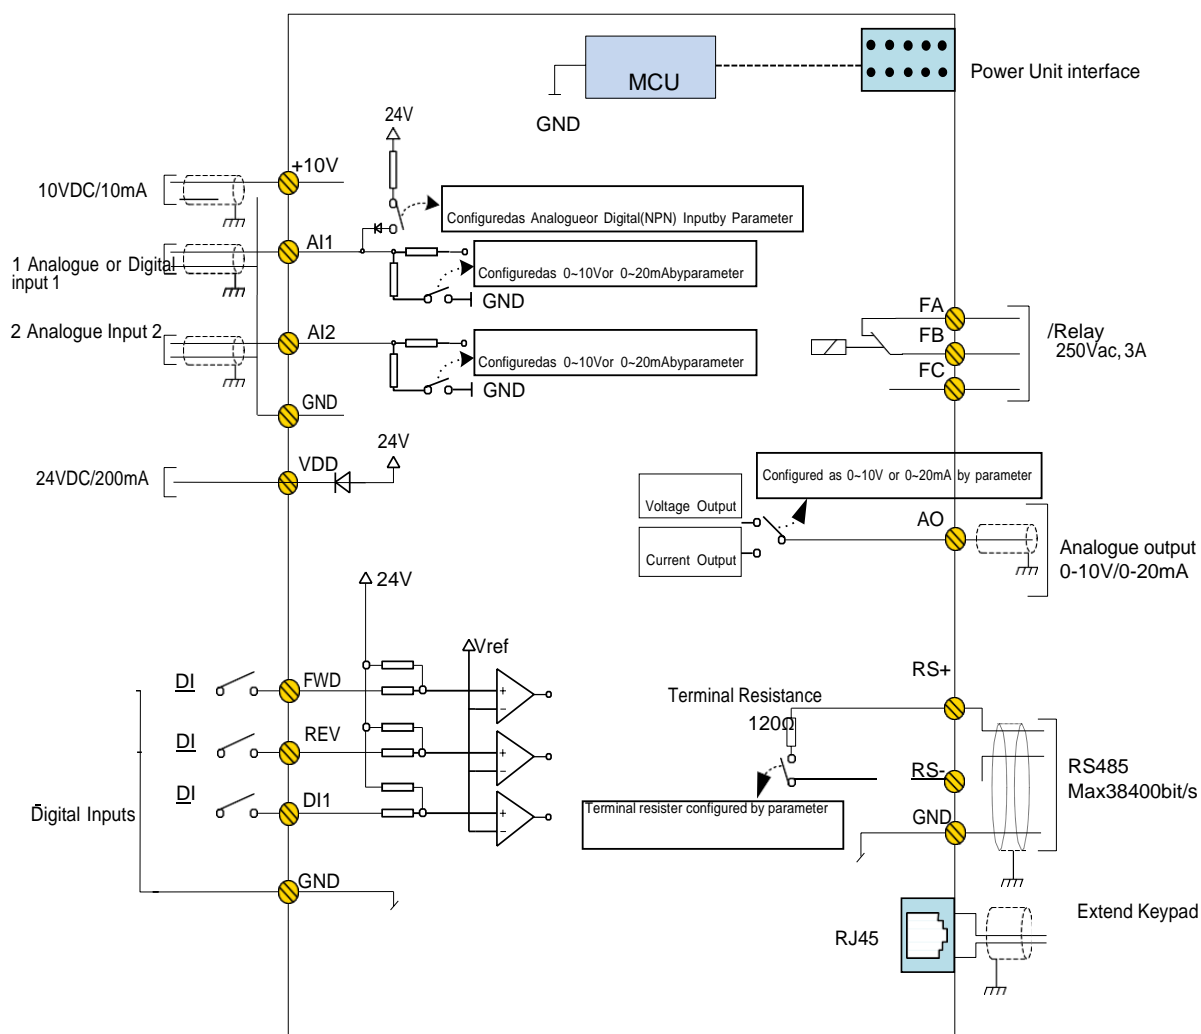 MCU
Power Unit interface
GND
24V
+10V
10VDC/10mA
Configuredas Analogueor Digital(NPN) Inputby Parameter
AI1
1 Analogue or Digital
input 1
Configuredas 0~10Vor 0~20mAbyparameter
GND
2 Analogue Input 2
AI2
Configuredas 0~10Vor 0~20mAbyparameter
GND
GND
FA
FB
FC
/Relay
250Vac, 3A
24V
VDD
24VDC/200mA
Configured as 0~10V or 0~20mA by parameter
Voltage Output
Current Output
AO
Analogue output
0-10V/0-20mA
24V
Vref
DI
FWD
+
−
DI
REV
+
−
DI
DI1
+
−
Digital Inputs
GND
RS+
Terminal Resistance
120Ω
RS-
RS485
Max38400bit/s
Terminal resister configured by parameter
GND
RJ45
Extend Keypad